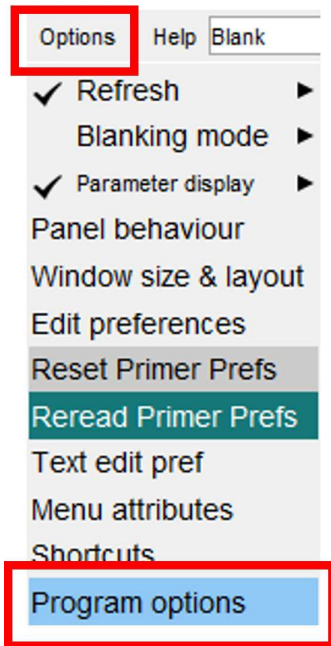 Options Help Blank
Refresh
Blanking mode
Parameter display
Panel behaviour
Window size & layout
Edit preferences
Reset Primer Prefs
Reread Primer Prefs
Text edit pref
Menu attributes
Shortcuts
Program options